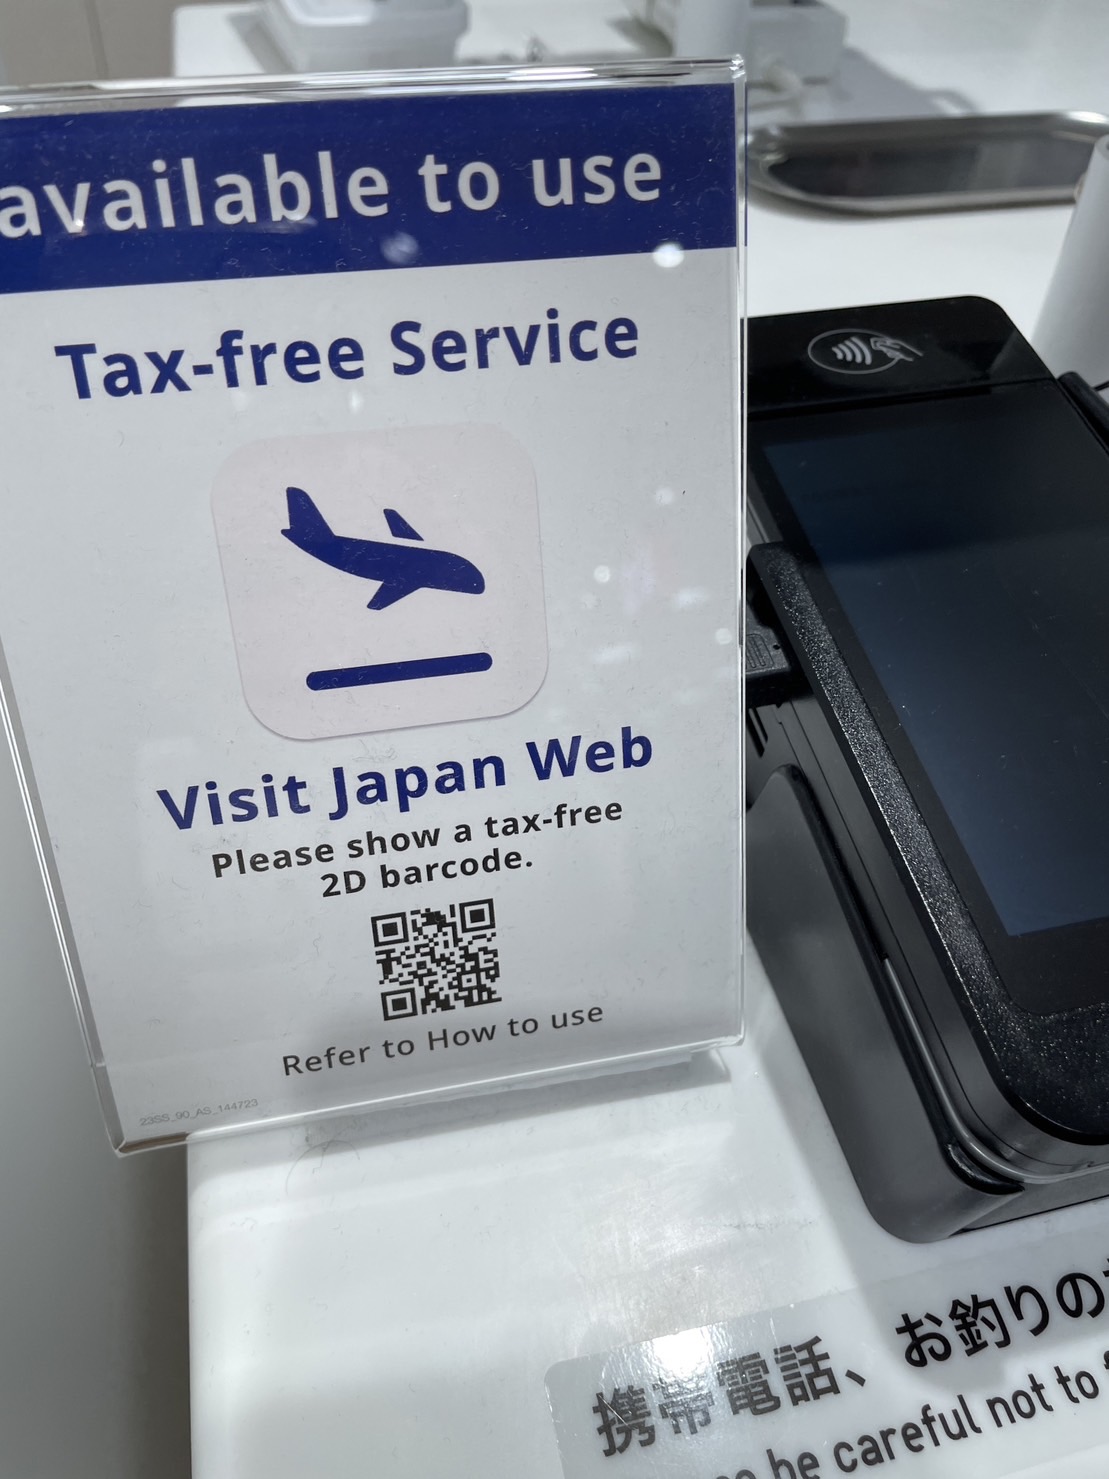 available to use
Tax-free Service
Visit Japan Web
Please show a tax-free
2D barcode.
Refer to How to use
23SS_90_AS_144723
携帯電話、お釣りの
be careful not to